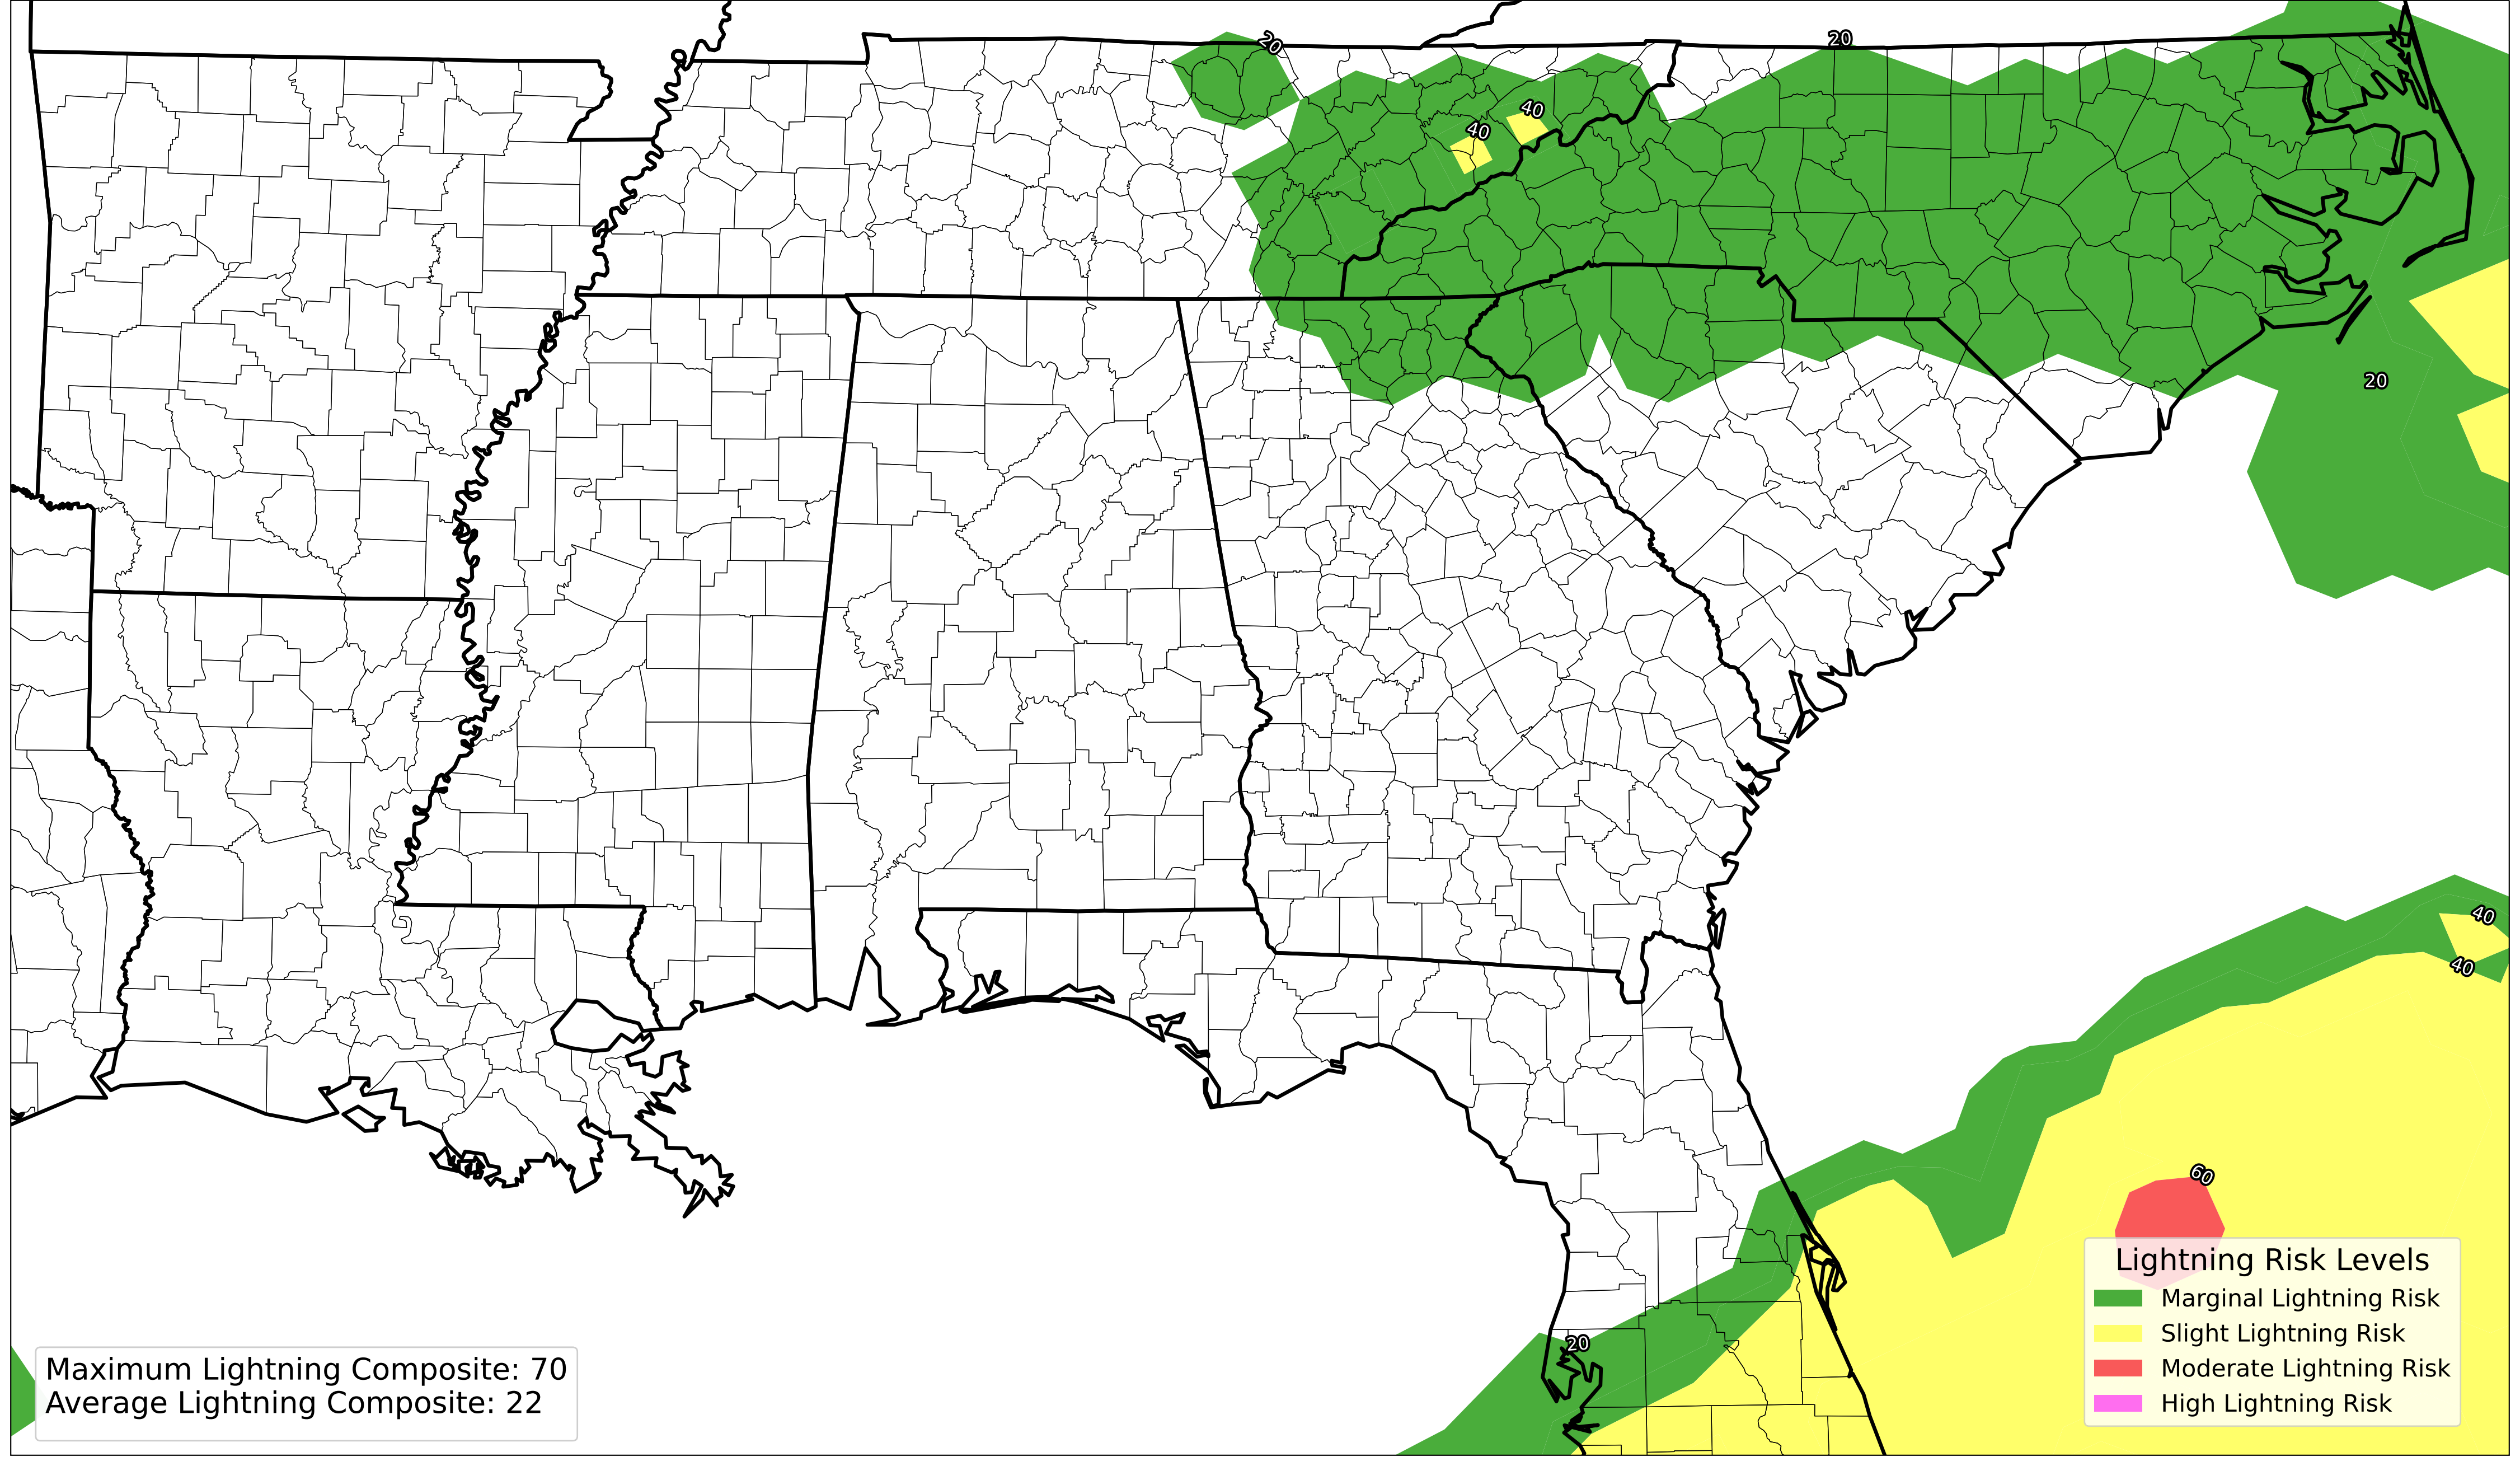 20
20
40
40
20
40
40
60
Lightning Risk Levels
Marginal Lightning Risk
Slight Lightning Risk
Moderate Lightning Risk
High Lightning Risk
20
Maximum Lightning Composite: 70
Average Lightning Composite: 22